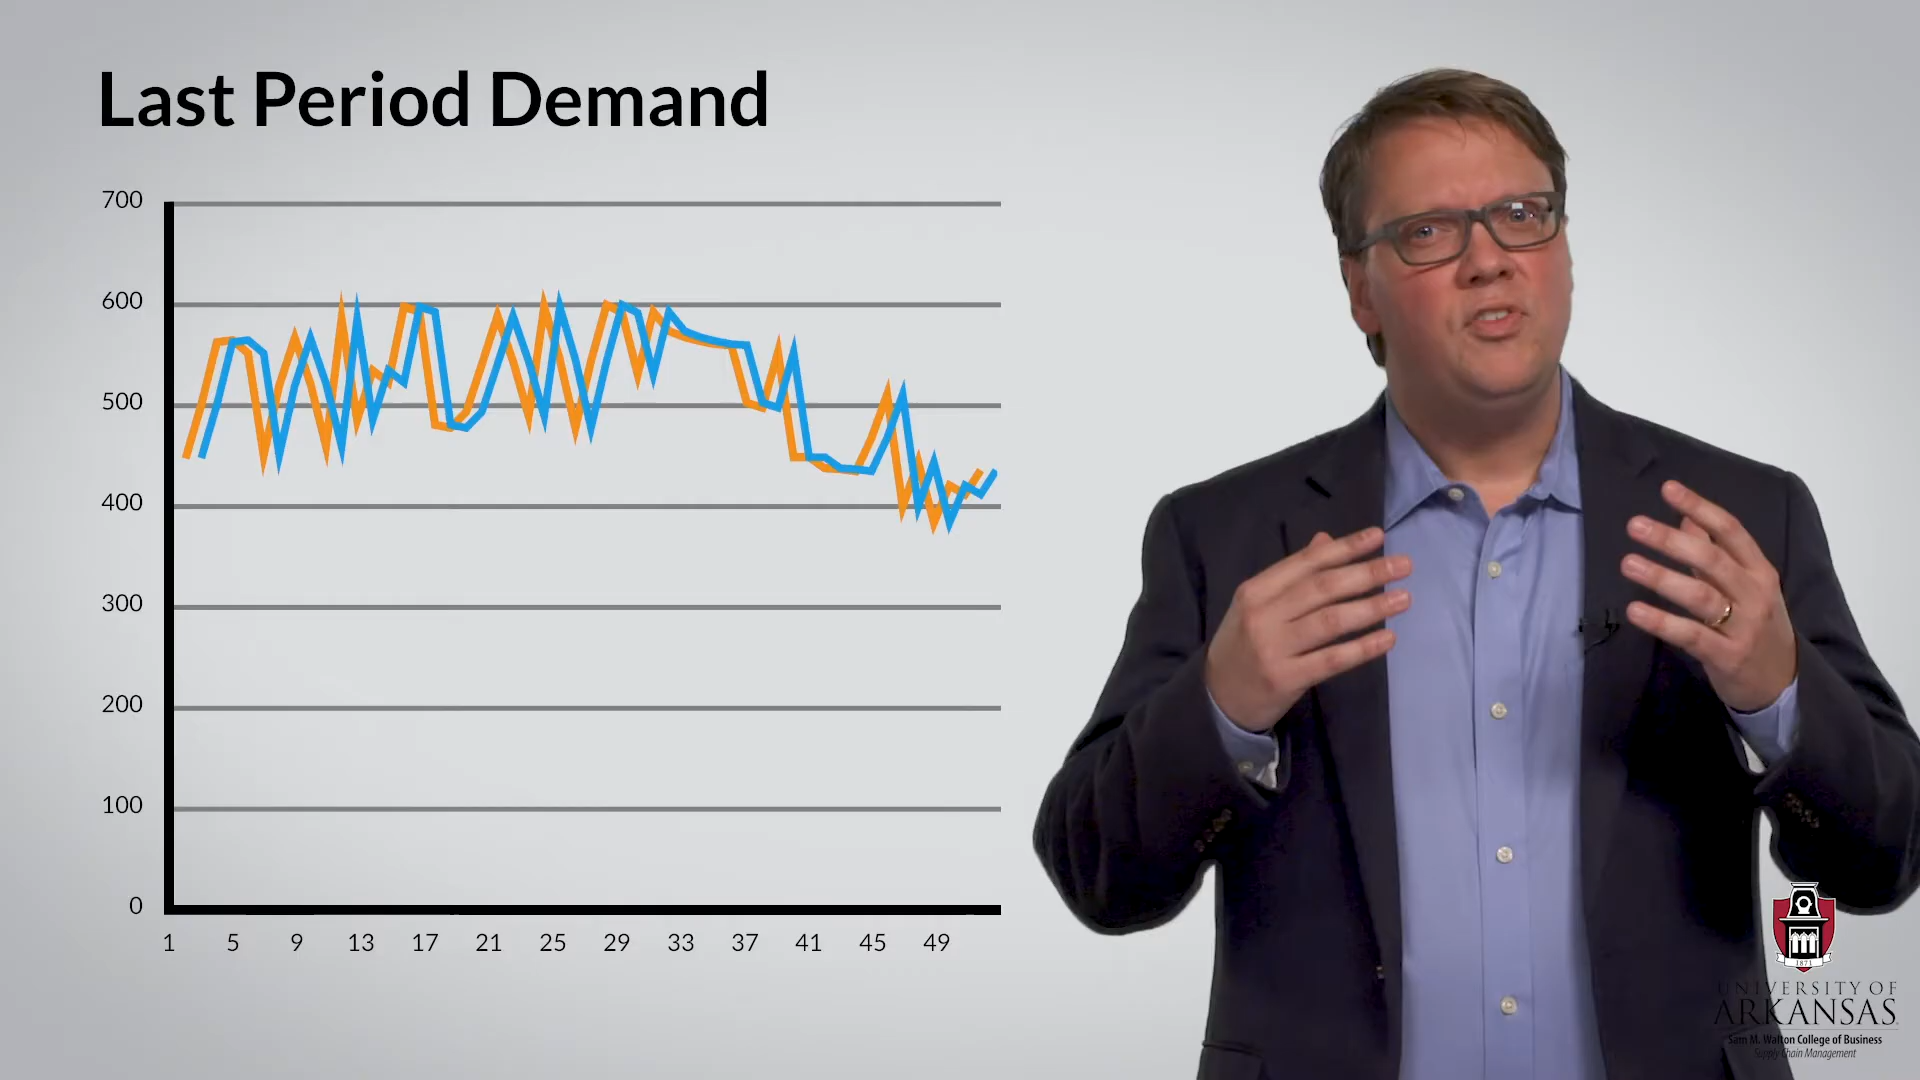 Last Period Demand
700
600
500
400
300
200
100
0
1 5 9 13 17 21 25 29 33 37 41 45 49
1871
UNIVERSITY OF
ARKANSAS
Sam M. Walton College of Business
Supply Chain Management